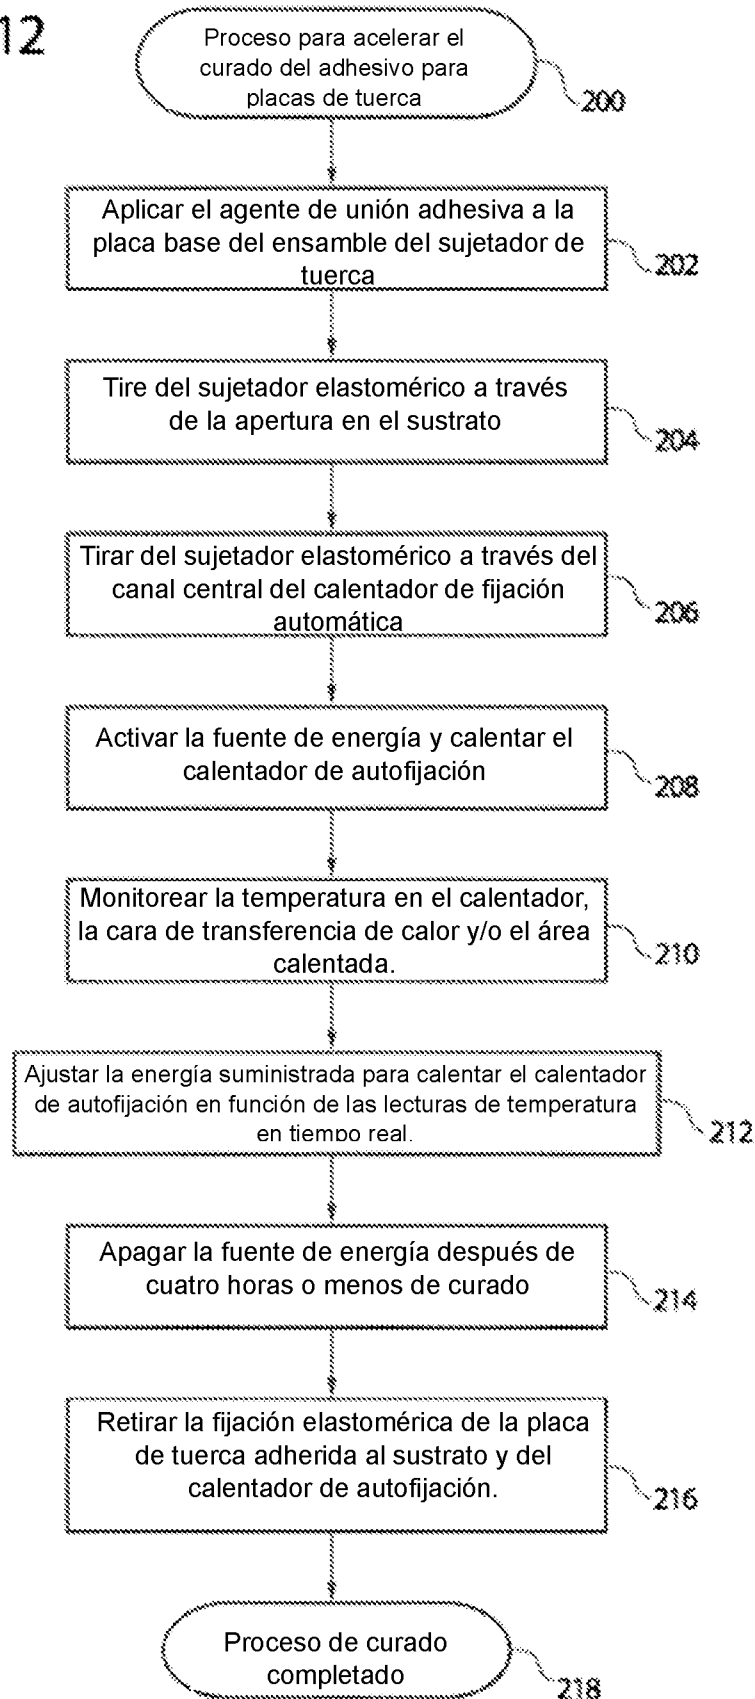 12
Proceso para acelerar el
curado del adhesivo para
placas de tuerca
200
Aplicar el agente de unión adhesiva a la
placa base del ensamble del sujetador de
tuerca
202
Tire del sujetador elastomérico a través
de la apertura en el sustrato
204
Tirar del sujetador elastomérico a través del
canal central del calentador de fijación
automática
206
Activar la fuente de energía y calentar el
calentador de autofijación
208
Monitorear la temperatura en el calentador,
la cara de transferencia de calor y/o el área
calentada.
210
Ajustar la energía suministrada para calentar el calentador
de autofijación en función de las lecturas de temperatura
en tiempo real.
212
Apagar la fuente de energía después de
cuatro horas o menos de curado
214
Retirar la fijación elastomérica de la placa
de tuerca adherida al sustrato y del
calentador de autofijación.
216
Proceso de curado
completado
218